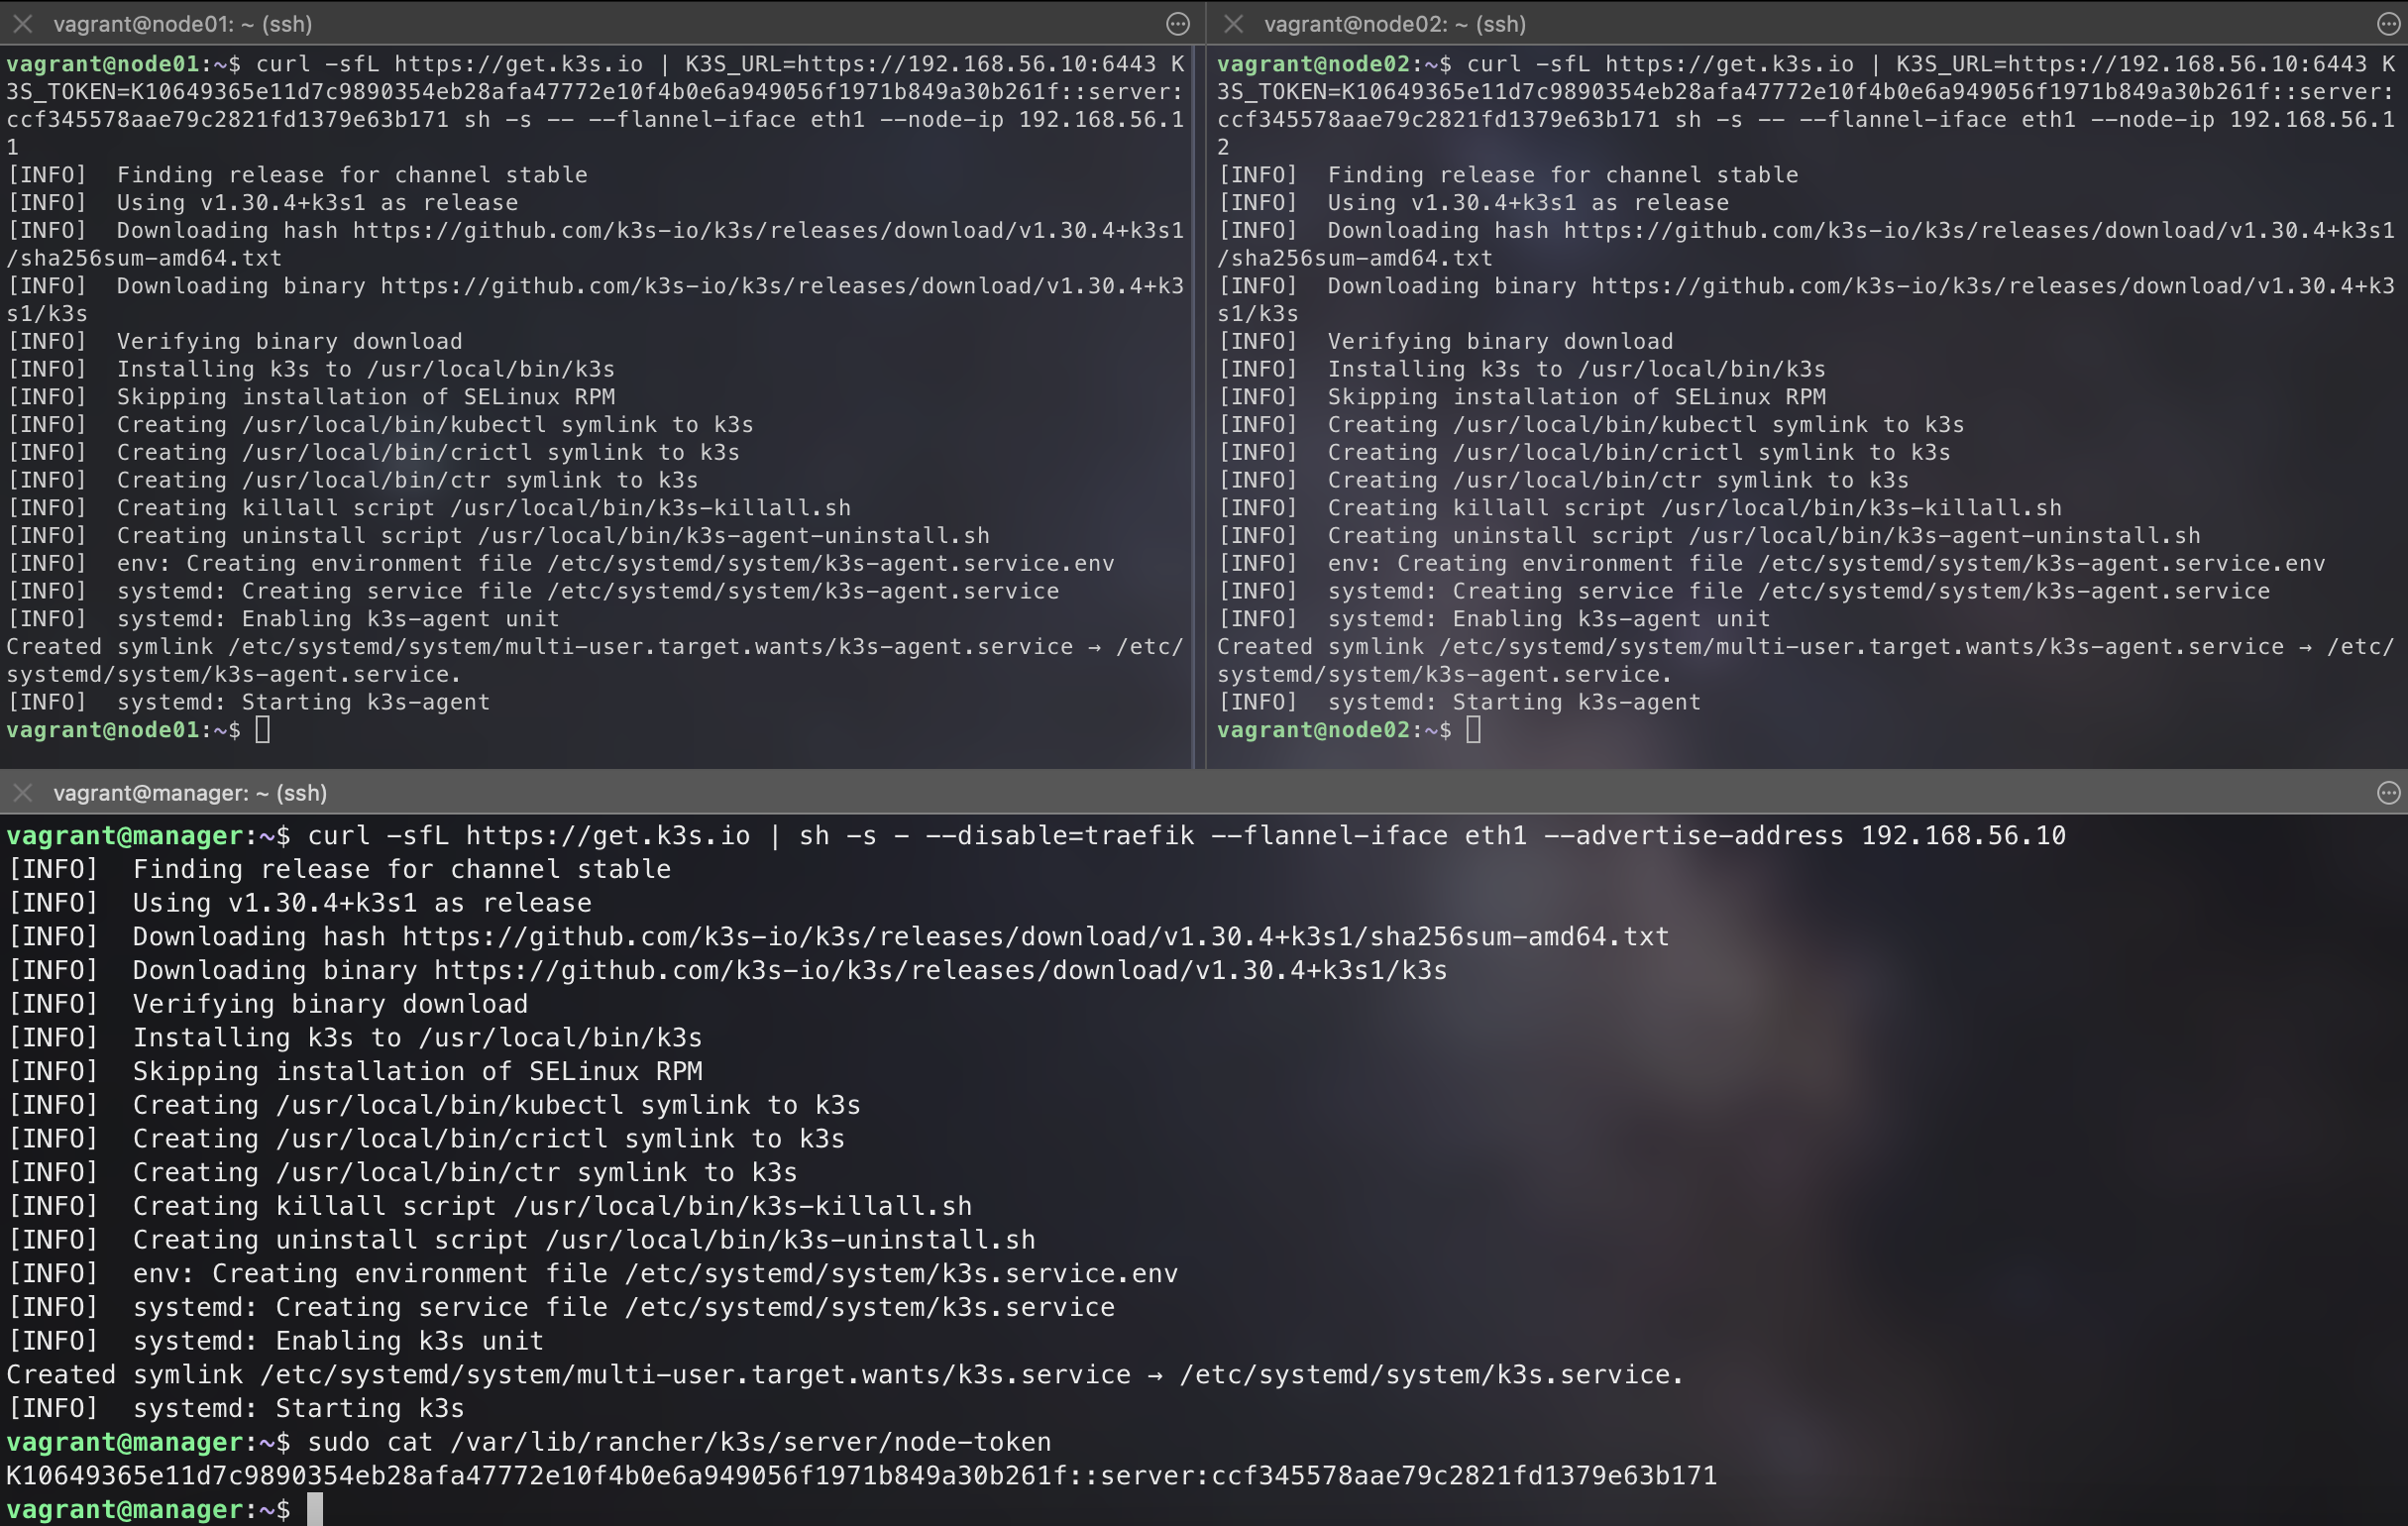 vagrant@node01: ~ (ssh)
vagrant@node01:~$ curl -sfL https://get.k3s.io | K3S_URL=https://192.168.56.10:6443 K
3S_TOKEN=K10649365e11d7c9890354eb28afa47772e10f4b0e6a949056f1971b849a30b261f::server:
ccf345578aae79c2821fd1379e63b171 sh -s -- --flannel-iface eth1 --node-ip 192.168.56.1
1
[INFO]  Finding release for channel stable
[INFO]  Using v1.30.4+k3s1 as release
[INFO]  Downloading hash https://github.com/k3s-io/k3s/releases/download/v1.30.4+k3s1
/sha256sum-amd64.txt
[INFO]  Downloading binary https://github.com/k3s-io/k3s/releases/download/v1.30.4+k3
s1/k3s
[INFO]  Verifying binary download
[INFO]  Installing k3s to /usr/local/bin/k3s
[INFO]  Skipping installation of SELinux RPM
[INFO]  Creating /usr/local/bin/kubectl symlink to k3s
[INFO]  Creating /usr/local/bin/crictl symlink to k3s
[INFO]  Creating /usr/local/bin/ctr symlink to k3s
[INFO]  Creating killall script /usr/local/bin/k3s-killall.sh
[INFO]  Creating uninstall script /usr/local/bin/k3s-agent-uninstall.sh
[INFO]  env: Creating environment file /etc/systemd/system/k3s-agent.service.env
[INFO]  systemd: Creating service file /etc/systemd/system/k3s-agent.service
[INFO]  systemd: Enabling k3s-agent unit
Created symlink /etc/systemd/system/multi-user.target.wants/k3s-agent.service → /etc/
systemd/system/k3s-agent.service.
[INFO]  systemd: Starting k3s-agent
vagrant@node01:~$
vagrant@node02: ~ (ssh)
vagrant@node02:~$ curl -sfL https://get.k3s.io | K3S_URL=https://192.168.56.10:6443 K
3S_TOKEN=K10649365e11d7c9890354eb28afa47772e10f4b0e6a949056f1971b849a30b261f::server:
ccf345578aae79c2821fd1379e63b171 sh -s -- --flannel-iface eth1 --node-ip 192.168.56.1
2
[INFO]  Finding release for channel stable
[INFO]  Using v1.30.4+k3s1 as release
[INFO]  Downloading hash https://github.com/k3s-io/k3s/releases/download/v1.30.4+k3s1
/sha256sum-amd64.txt
[INFO]  Downloading binary https://github.com/k3s-io/k3s/releases/download/v1.30.4+k3
s1/k3s
[INFO]  Verifying binary download
[INFO]  Installing k3s to /usr/local/bin/k3s
[INFO]  Skipping installation of SELinux RPM
[INFO]  Creating /usr/local/bin/kubectl symlink to k3s
[INFO]  Creating /usr/local/bin/crictl symlink to k3s
[INFO]  Creating /usr/local/bin/ctr symlink to k3s
[INFO]  Creating killall script /usr/local/bin/k3s-killall.sh
[INFO]  Creating uninstall script /usr/local/bin/k3s-agent-uninstall.sh
[INFO]  env: Creating environment file /etc/systemd/system/k3s-agent.service.env
[INFO]  systemd: Creating service file /etc/systemd/system/k3s-agent.service
[INFO]  systemd: Enabling k3s-agent unit
Created symlink /etc/systemd/system/multi-user.target.wants/k3s-agent.service → /etc/
systemd/system/k3s-agent.service.
[INFO]  systemd: Starting k3s-agent
vagrant@node02:~$
vagrant@manager: ~ (ssh)
vagrant@manager:~$ curl -sfL https://get.k3s.io | sh -s - --disable=traefik --flannel-iface eth1 --advertise-address 192.168.56.10
[INFO]  Finding release for channel stable
[INFO]  Using v1.30.4+k3s1 as release
[INFO]  Downloading hash https://github.com/k3s-io/k3s/releases/download/v1.30.4+k3s1/sha256sum-amd64.txt
[INFO]  Downloading binary https://github.com/k3s-io/k3s/releases/download/v1.30.4+k3s1/k3s
[INFO]  Verifying binary download
[INFO]  Installing k3s to /usr/local/bin/k3s
[INFO]  Skipping installation of SELinux RPM
[INFO]  Creating /usr/local/bin/kubectl symlink to k3s
[INFO]  Creating /usr/local/bin/crictl symlink to k3s
[INFO]  Creating /usr/local/bin/ctr symlink to k3s
[INFO]  Creating killall script /usr/local/bin/k3s-killall.sh
[INFO]  Creating uninstall script /usr/local/bin/k3s-uninstall.sh
[INFO]  env: Creating environment file /etc/systemd/system/k3s.service.env
[INFO]  systemd: Creating service file /etc/systemd/system/k3s.service
[INFO]  systemd: Enabling k3s unit
Created symlink /etc/systemd/system/multi-user.target.wants/k3s.service → /etc/systemd/system/k3s.service.
[INFO]  systemd: Starting k3s
vagrant@manager:~$ sudo cat /var/lib/rancher/k3s/server/node-token
K10649365e11d7c9890354eb28afa47772e10f4b0e6a949056f1971b849a30b261f::server:ccf345578aae79c2821fd1379e63b171
vagrant@manager:~$